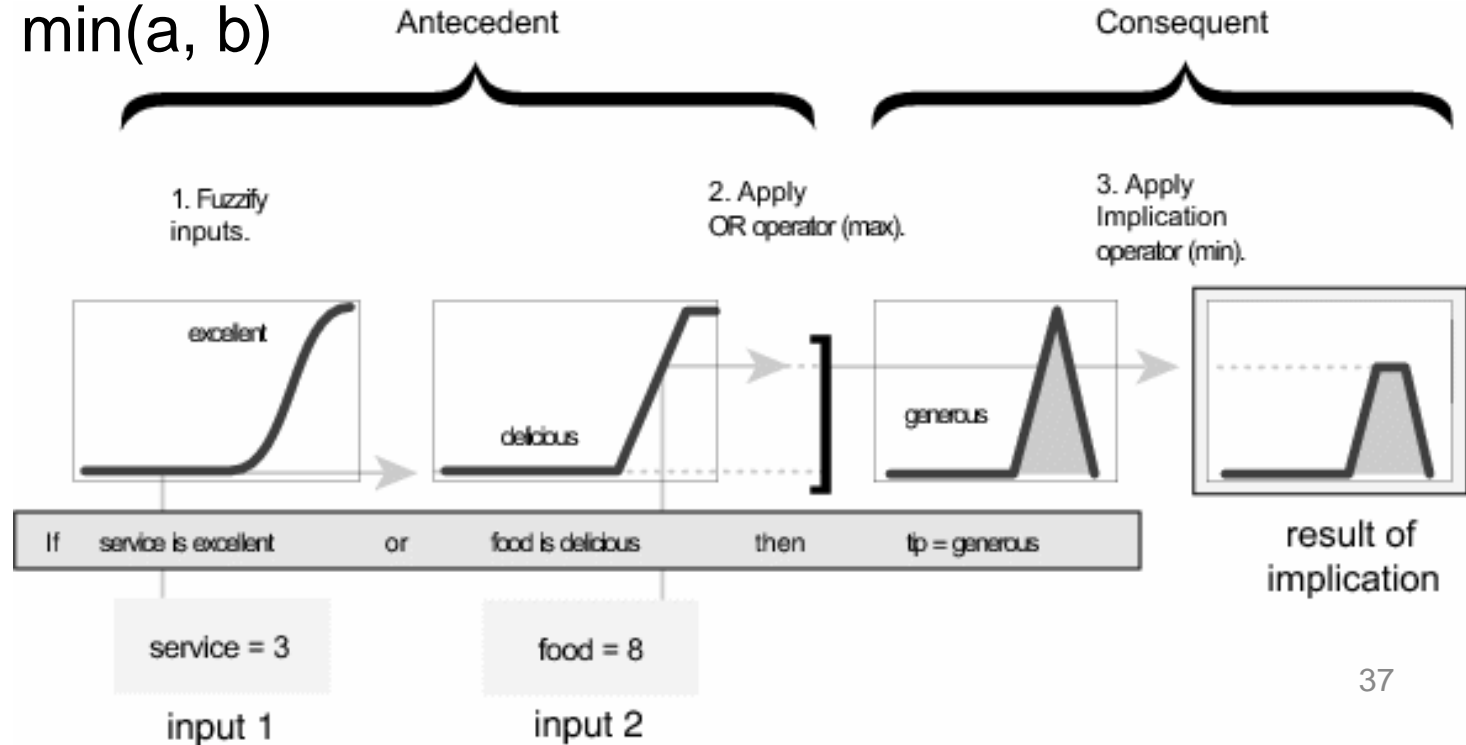 min(a, b)
Antecedent
Consequent
1. Fuzzify
inputs.
2. Apply
OR operator (max).
3. Apply
Implication
operator (min).
excellent
delicious
generous
If service is excellent or food is delicious then tip = generous
result of
implication
service = 3
food = 8
input 1
input 2
37